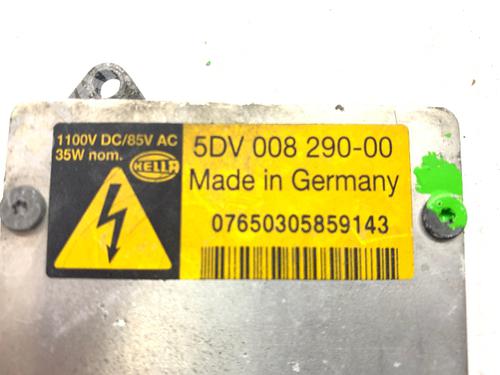 1100V DC/85V AC
35W nom.
HELLA
5DV 008 290-00
Made in Germany
07650305859143